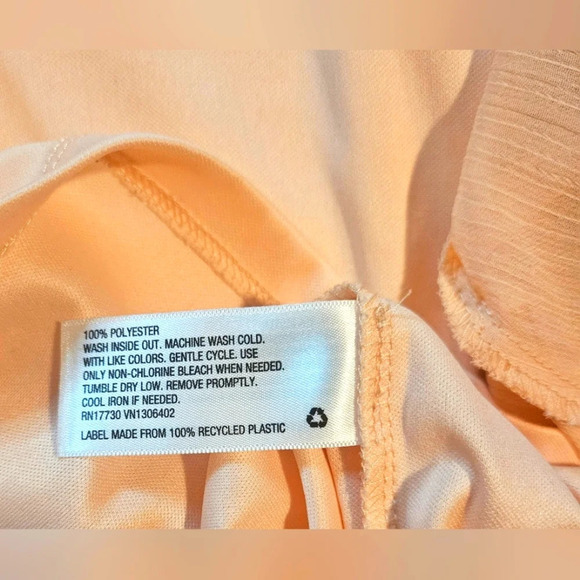 100% POLYESTER
WASH INSIDE OUT. MACHINE WASH COLD.
WITH LIKE COLORS. GENTLE CYCLE. USE
ONLY NON-CHLORINE BLEACH WHEN NEEDED.
TUMBLE DRY LOW. REMOVE PROMPTLY.
COOL IRON IF NEEDED.
RN17730 VN1306402
LABEL MADE FROM 100% RECYCLED PLASTIC